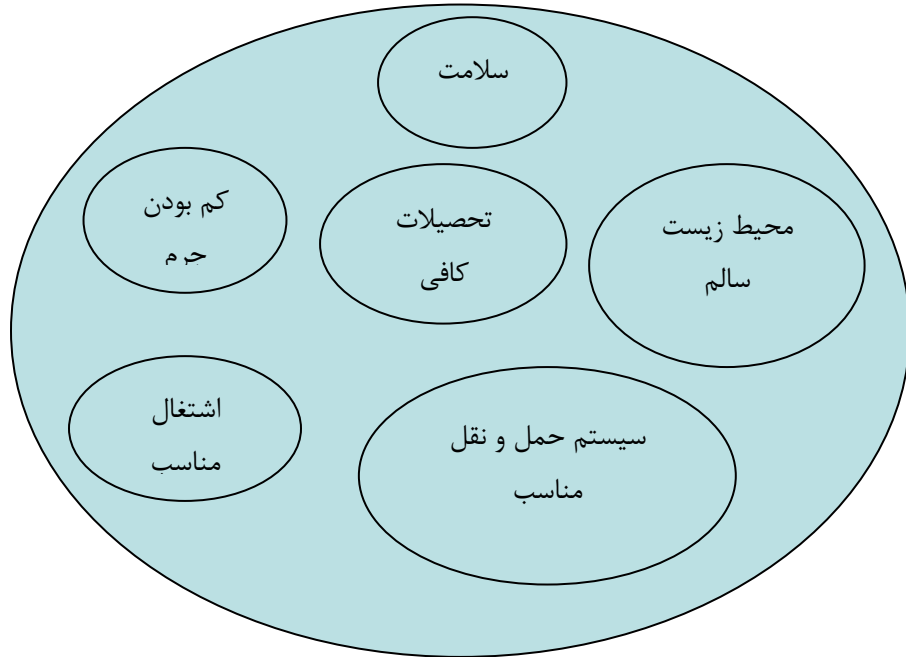 سلامت
کم بودن
جرم
تحصیلات
کافی
محیط زیست
سالم
اشتغال
مناسب
سیستم حمل و نقل
مناسب